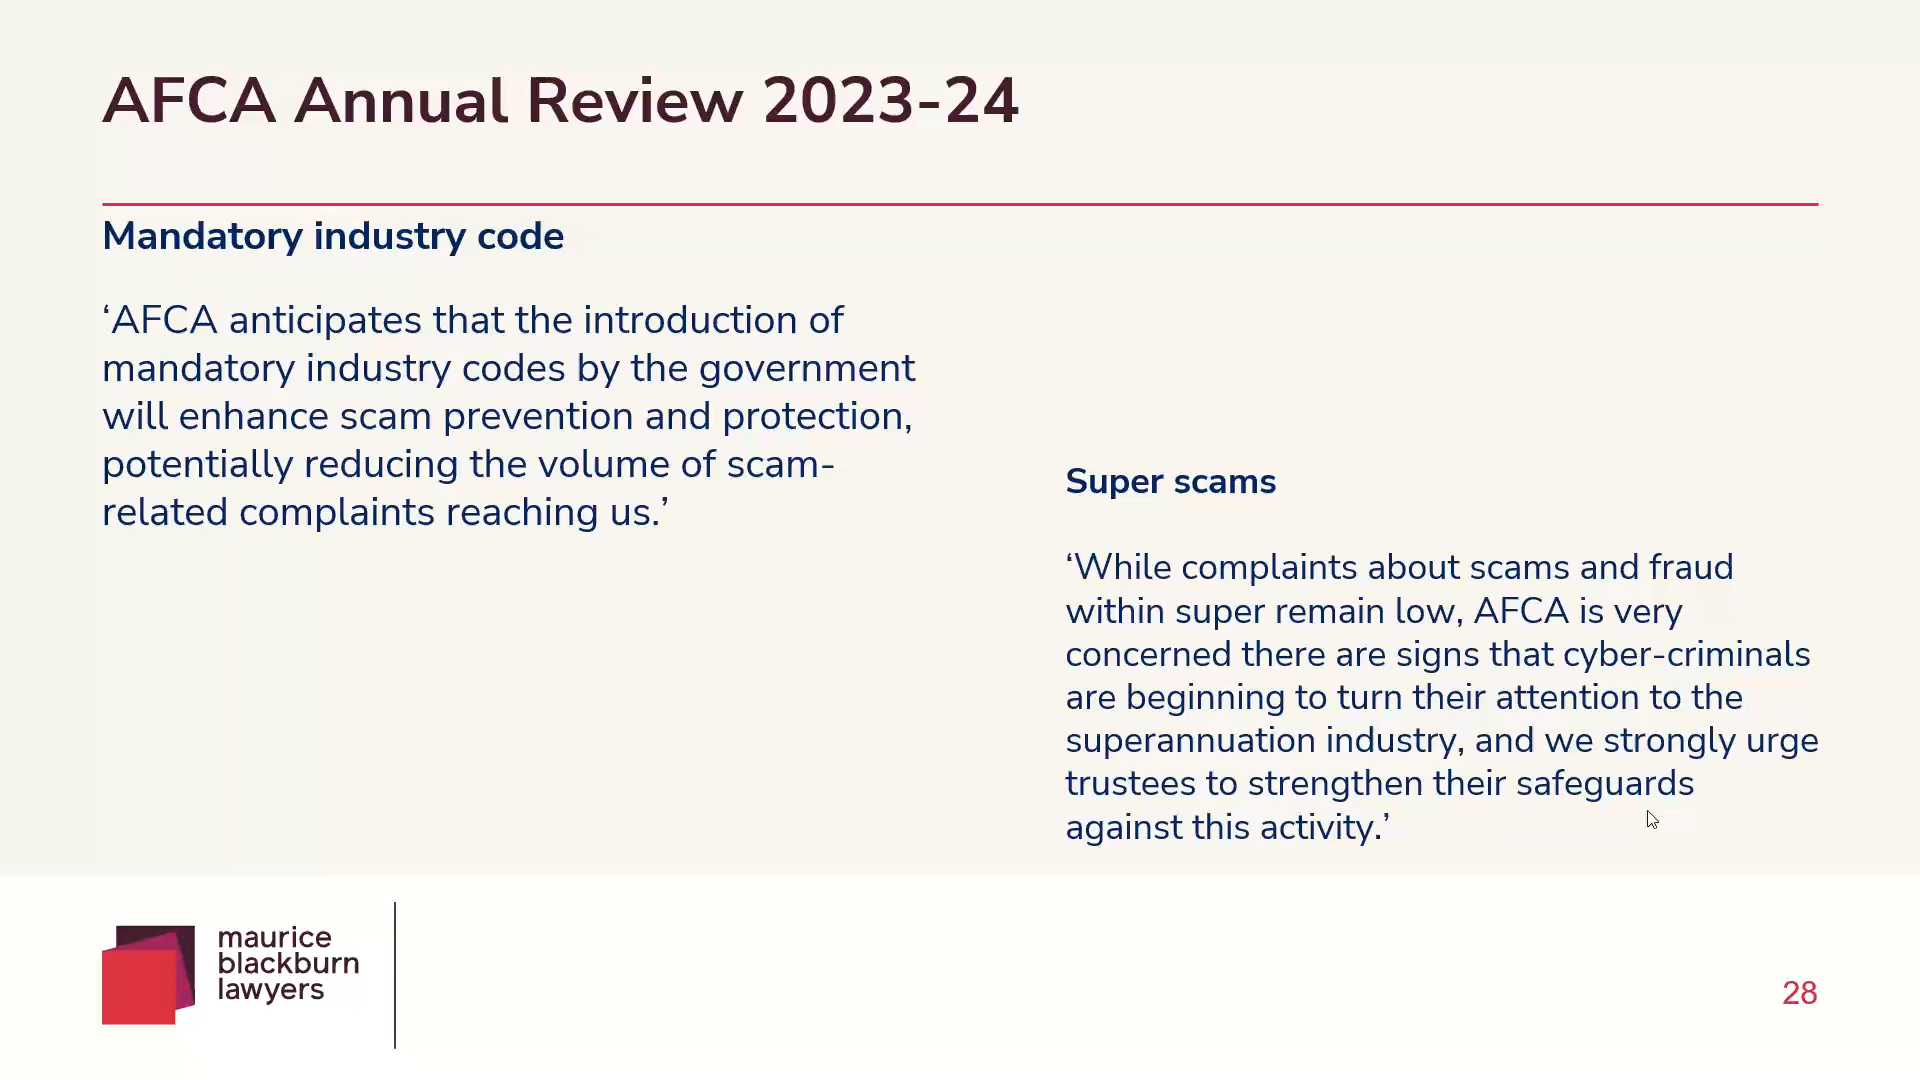 AFCA Annual Review 2023-24
Mandatory industry code
‘AFCA anticipates that the introduction of
mandatory industry codes by the government
will enhance scam prevention and protection,
potentially reducing the volume of scam-
related complaints reaching us.’
Super scams
‘While complaints about scams and fraud
within super remain low, AFCA is very
concerned there are signs that cyber-criminals
are beginning to turn their attention to the
superannuation industry, and we strongly urge
trustees to strengthen their safeguards
against this activity.’
maurice
blackburn
lawyers
28